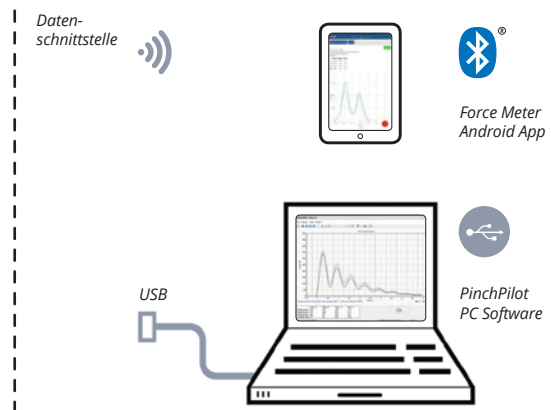 Daten-
schnittstelle
®
Force Meter
Android App
USB
PinchPilot
PC Software